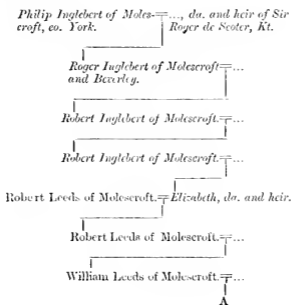 Philip Inglebert of Moles- ..., da. and heir of Sir
croft, co. York. Roger de Scoter, Kt.
Roger Inglebert of Molescroft ...
and Beverley.
Robert Inglebert of Molescroft. ...
Robert Inglebert of Molescroft. ...
Robert Leeds of Molescroft. Elizabeth, da. and heir.
Robert Leeds of Molescroft. ...
William Leeds of Molescroft. ...
A